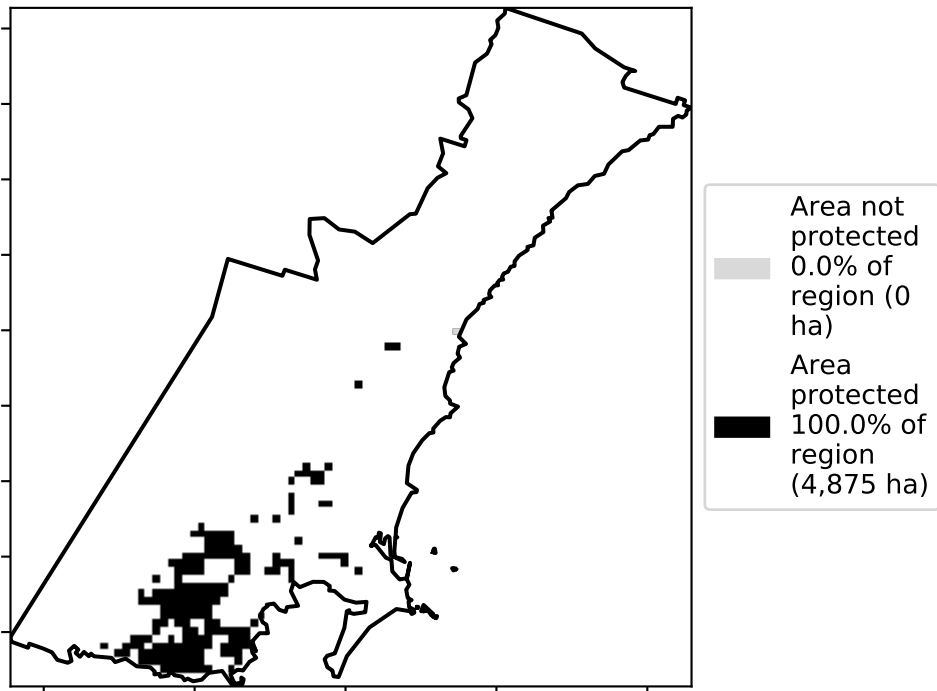 Area not
protected
0.0% of
region (0
ha)
Area
protected
100.0% of
region
(4,875 ha)